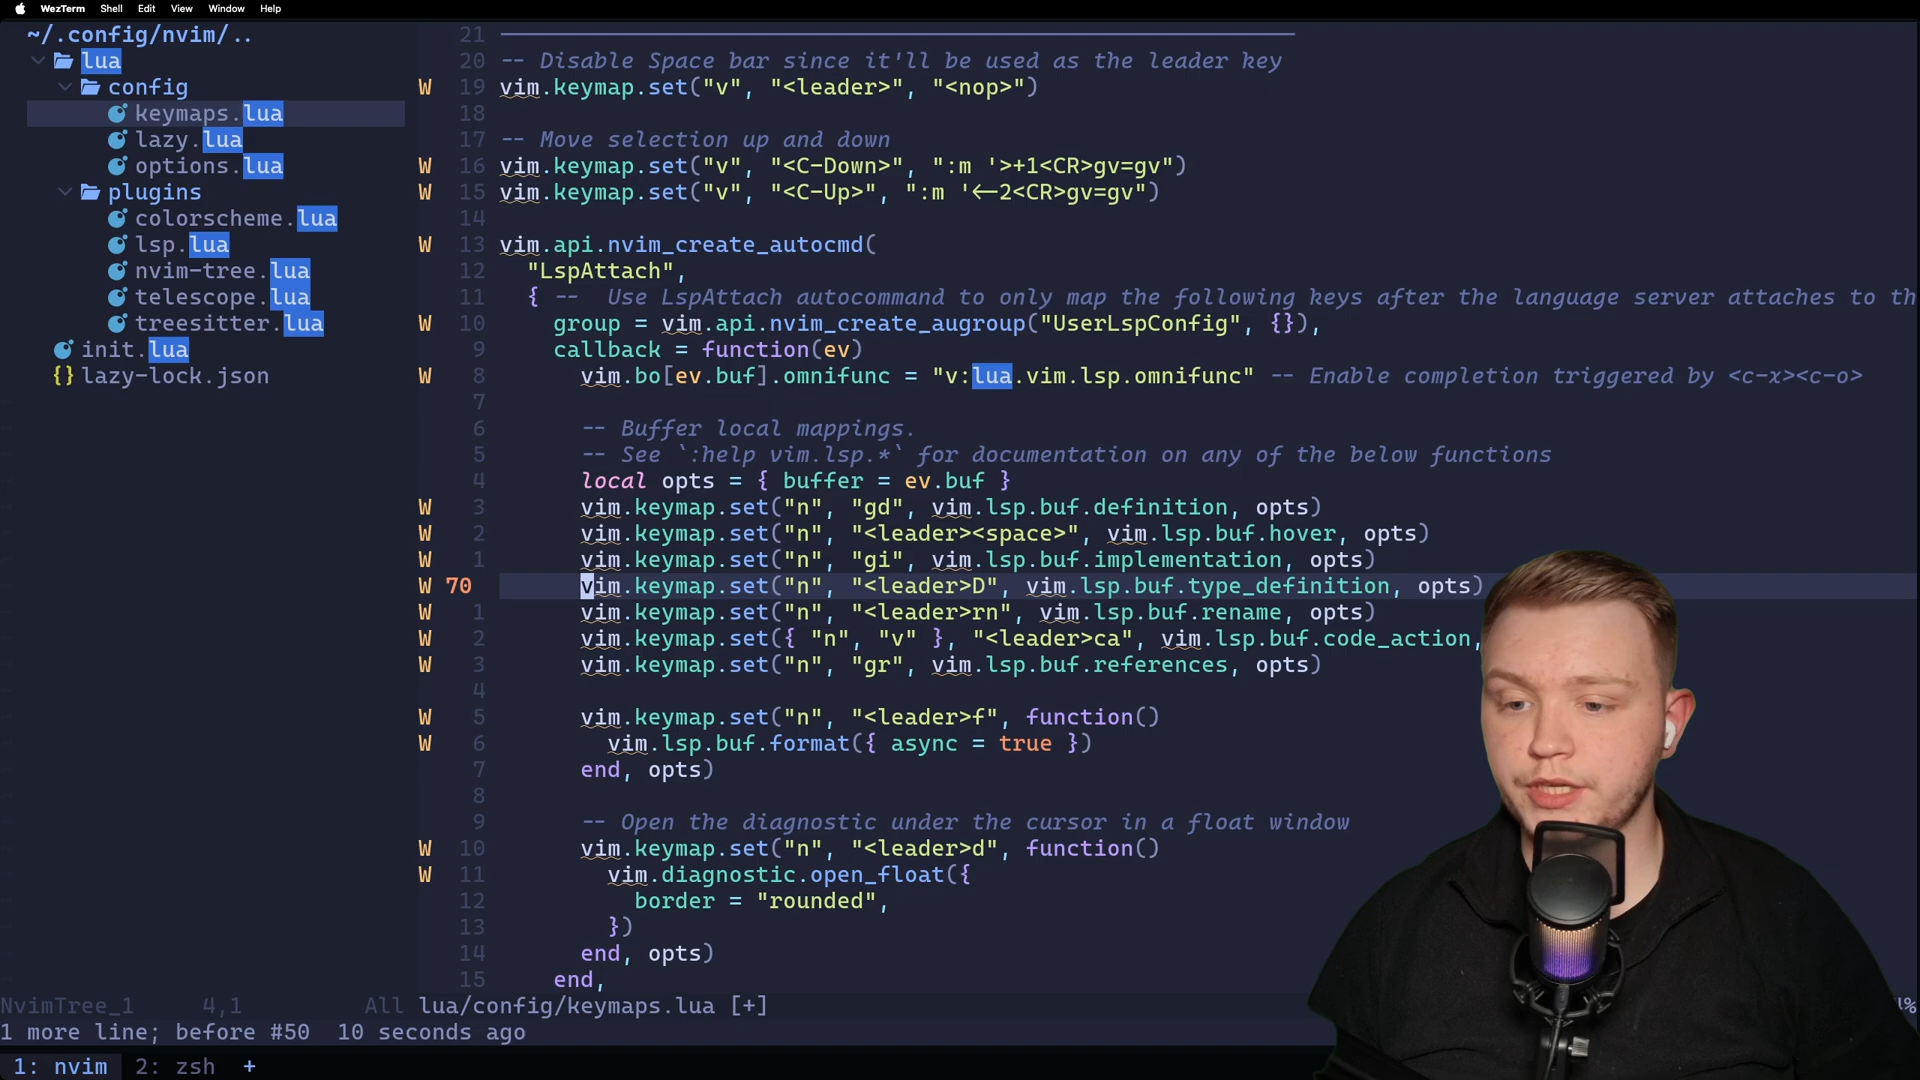 WezTerm Shell Edit View Window Help
~/.config/nvim/..
lua
config
keymaps.lua
lazy.lua
options.lua
plugins
colorscheme.lua
lsp.lua
nvim-tree.lua
telescope.lua
treesitter.lua
init.lua
{} lazy-lock.json
21
20 -- Disable Space bar since it'll be used as the leader key
W 19 vim.keymap.set("v", "<leader>", "<nop>")
18
17 -- Move selection up and down
W 16 vim.keymap.set("v", "<C-Down>", ":m '>+1<CR>gv=gv")
W 15 vim.keymap.set("v", "<C-Up>", ":m '<-2<CR>gv=gv")
14
W 13 vim.api.nvim_create_autocmd(
12 "LspAttach",
11 { -- Use LspAttach autocommand to only map the following keys after the language server attaches to th
W 10 group = vim.api.nvim_create_augroup("UserLspConfig", {}),
9 callback = function(ev)
W 8 vim.bo[ev.buf].omnifunc = "v:lua.vim.lsp.omnifunc" -- Enable completion triggered by <c-x><c-o>
7
6 -- Buffer local mappings.
5 -- See `:help vim.lsp.*` for documentation on any of the below functions
4 local opts = { buffer = ev.buf }
W 3 vim.keymap.set("n", "gd", vim.lsp.buf.definition, opts)
W 2 vim.keymap.set("n", "<leader><space>", vim.lsp.buf.hover, opts)
W 1 vim.keymap.set("n", "gi", vim.lsp.buf.implementation, opts)
W 70 vim.keymap.set("n", "<leader>D", vim.lsp.buf.type_definition, opts)
W 1 vim.keymap.set("n", "<leader>rn", vim.lsp.buf.rename, opts)
W 2 vim.keymap.set({ "n", "v" }, "<leader>ca", vim.lsp.buf.code_action,
W 3 vim.keymap.set("n", "gr", vim.lsp.buf.references, opts)
4
W 5 vim.keymap.set("n", "<leader>f", function()
W 6 vim.lsp.buf.format({ async = true })
7 end, opts)
8
9 -- Open the diagnostic under the cursor in a float window
W 10 vim.keymap.set("n", "<leader>d", function()
W 11 vim.diagnostic.open_float({
12 border = "rounded",
13 })
14 end, opts)
15 end,
NvimTree_1 4,1 All lua/config/keymaps.lua [+]
1 more line; before #50 10 seconds ago
1: nvim 2: zsh +